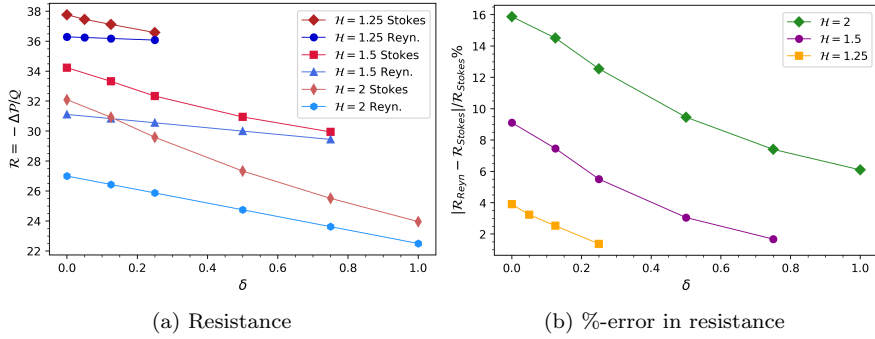 38
36
34
32
30
28
26
24
22
ℛ = − Δ𝒫/𝒬
0.0 0.2 0.4 0.6 0.8 1.0
δ
ℋ = 1.25 Stokes
ℋ = 1.25 Reyn.
ℋ = 1.5 Stokes
ℋ = 1.5 Reyn.
ℋ = 2 Stokes
ℋ = 2 Reyn.
(a) Resistance
16
14
12
10
8
6
4
2
|ℛ_Reyn − ℛ_Stokes|/ℛ_Stokes%
0.0 0.2 0.4 0.6 0.8 1.0
δ
ℋ = 2
ℋ = 1.5
ℋ = 1.25
(b) %-error in resistance